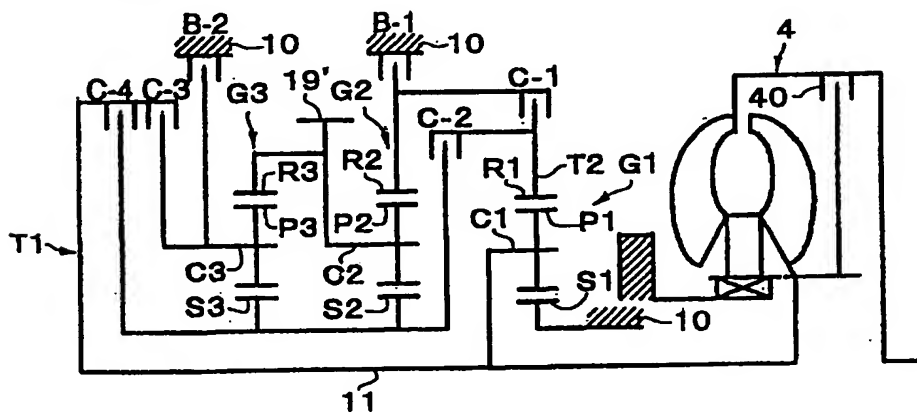 B-2
10
B-1
10
4
C-4
C-3
G3
19'
G2
C-1
C-2
40
R3
R2
R1
T2
G1
P3
P2
C1
P1
T1
C3
C2
S3
S2
S1
10
11